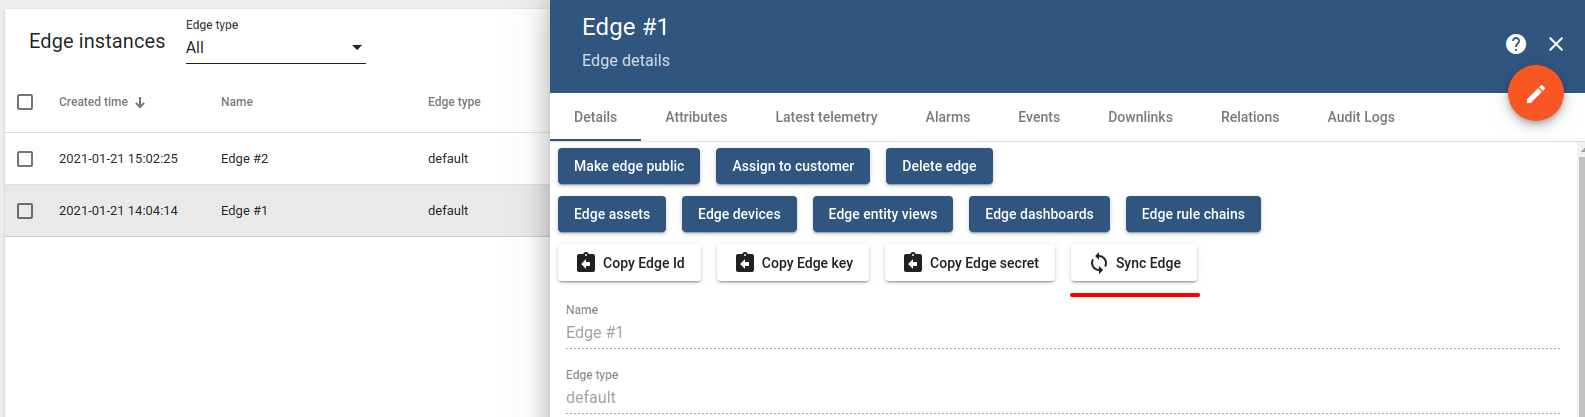 Edge instances
Edge type
All
Created time Name Edge type
2021-01-21 15:02:25 Edge #2 default
2021-01-21 14:04:14 Edge #1 default
Edge #1
Edge details
?
Details Attributes Latest telemetry Alarms Events Downlinks Relations Audit Logs
Make edge public Assign to customer Delete edge
Edge assets Edge devices Edge entity views Edge dashboards Edge rule chains
Copy Edge Id Copy Edge key Copy Edge secret Sync Edge
Name
Edge #1
Edge type
default